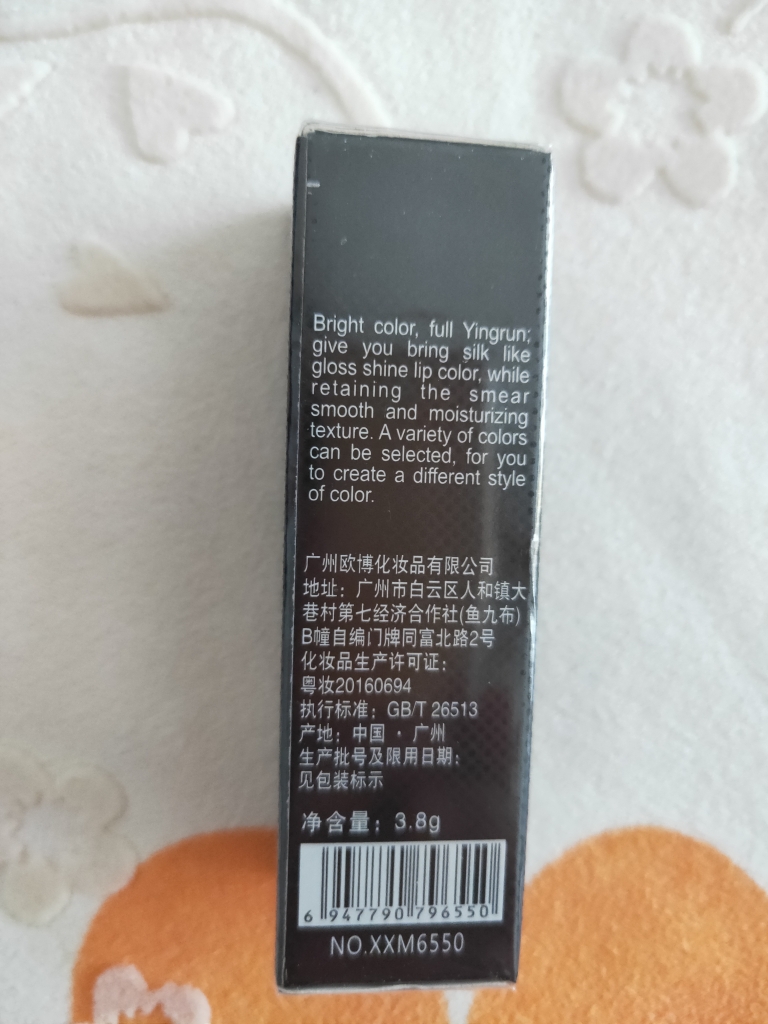 Bright color, full Yingrun;
give you bring silk like
gloss shine lip color, while
retaining the smear
smooth and moisturizing
texture. A variety of colors
can be selected, for you
to create a different style
of color.
广州欧博化妆品有限公司
地址：广州市白云区人和镇大
巷村第七经济合作社(鱼九布)
B幢自编门牌同富北路2号
化妆品生产许可证：
粤妆20160694
执行标准：GB/T 26513
产地：中国·广州
生产批号及限用日期：
见包装标示
净含量：3.8g
6 947790 796550
NO.XXM6550